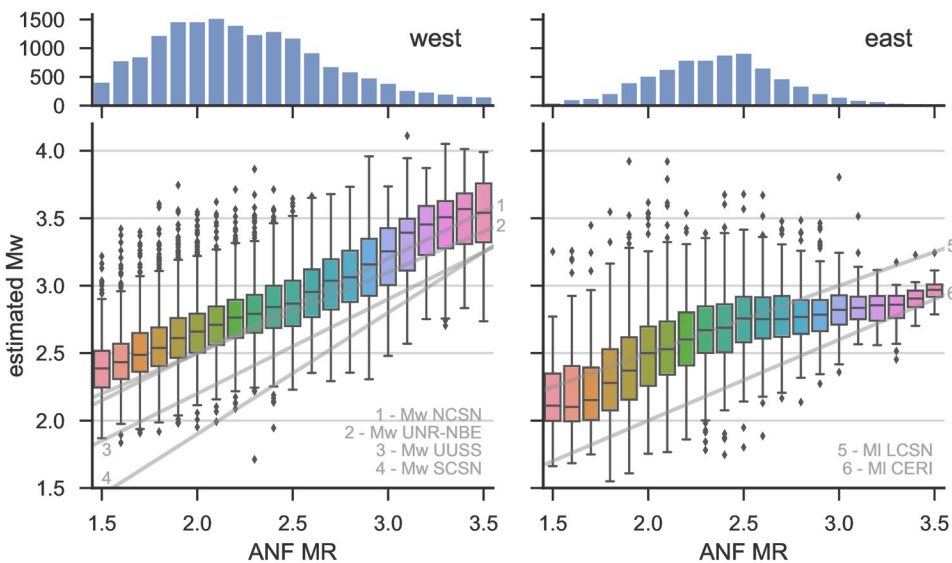 west
east
1500
1000
500
0
4.0
3.5
3.0
2.5
2.0
1.5
estimated Mw
1
2
3
4
1 - Mw NCSN
2 - Mw UNR-NBE
3 - Mw UUSS
4 - Mw SCSN
5
6
5 - Ml LCSN
6 - Ml CERI
1.5 2.0 2.5 3.0 3.5
ANF MR
1.5 2.0 2.5 3.0 3.5
ANF MR